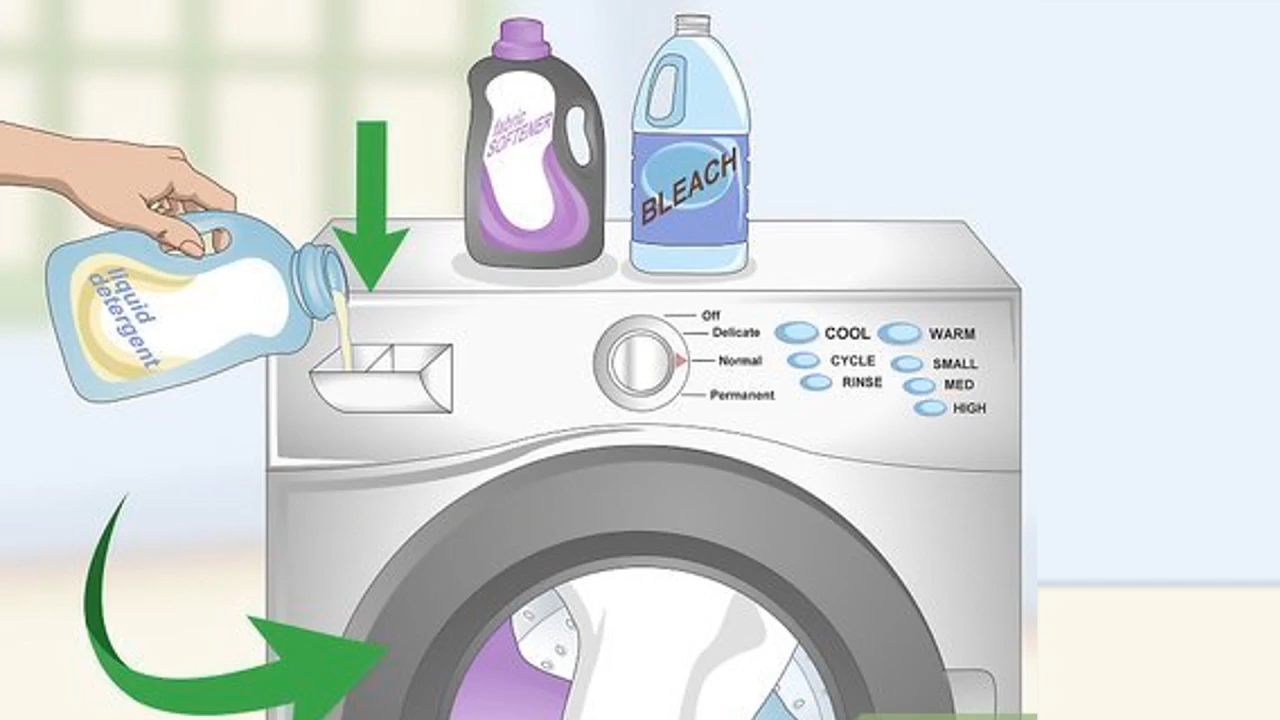 fabric
SOFTENER
BLEACH
liquid
detergent
Off
Delicate
Normal
Permanent
COOL
WARM
CYCLE
SMALL
RINSE
MED
HIGH